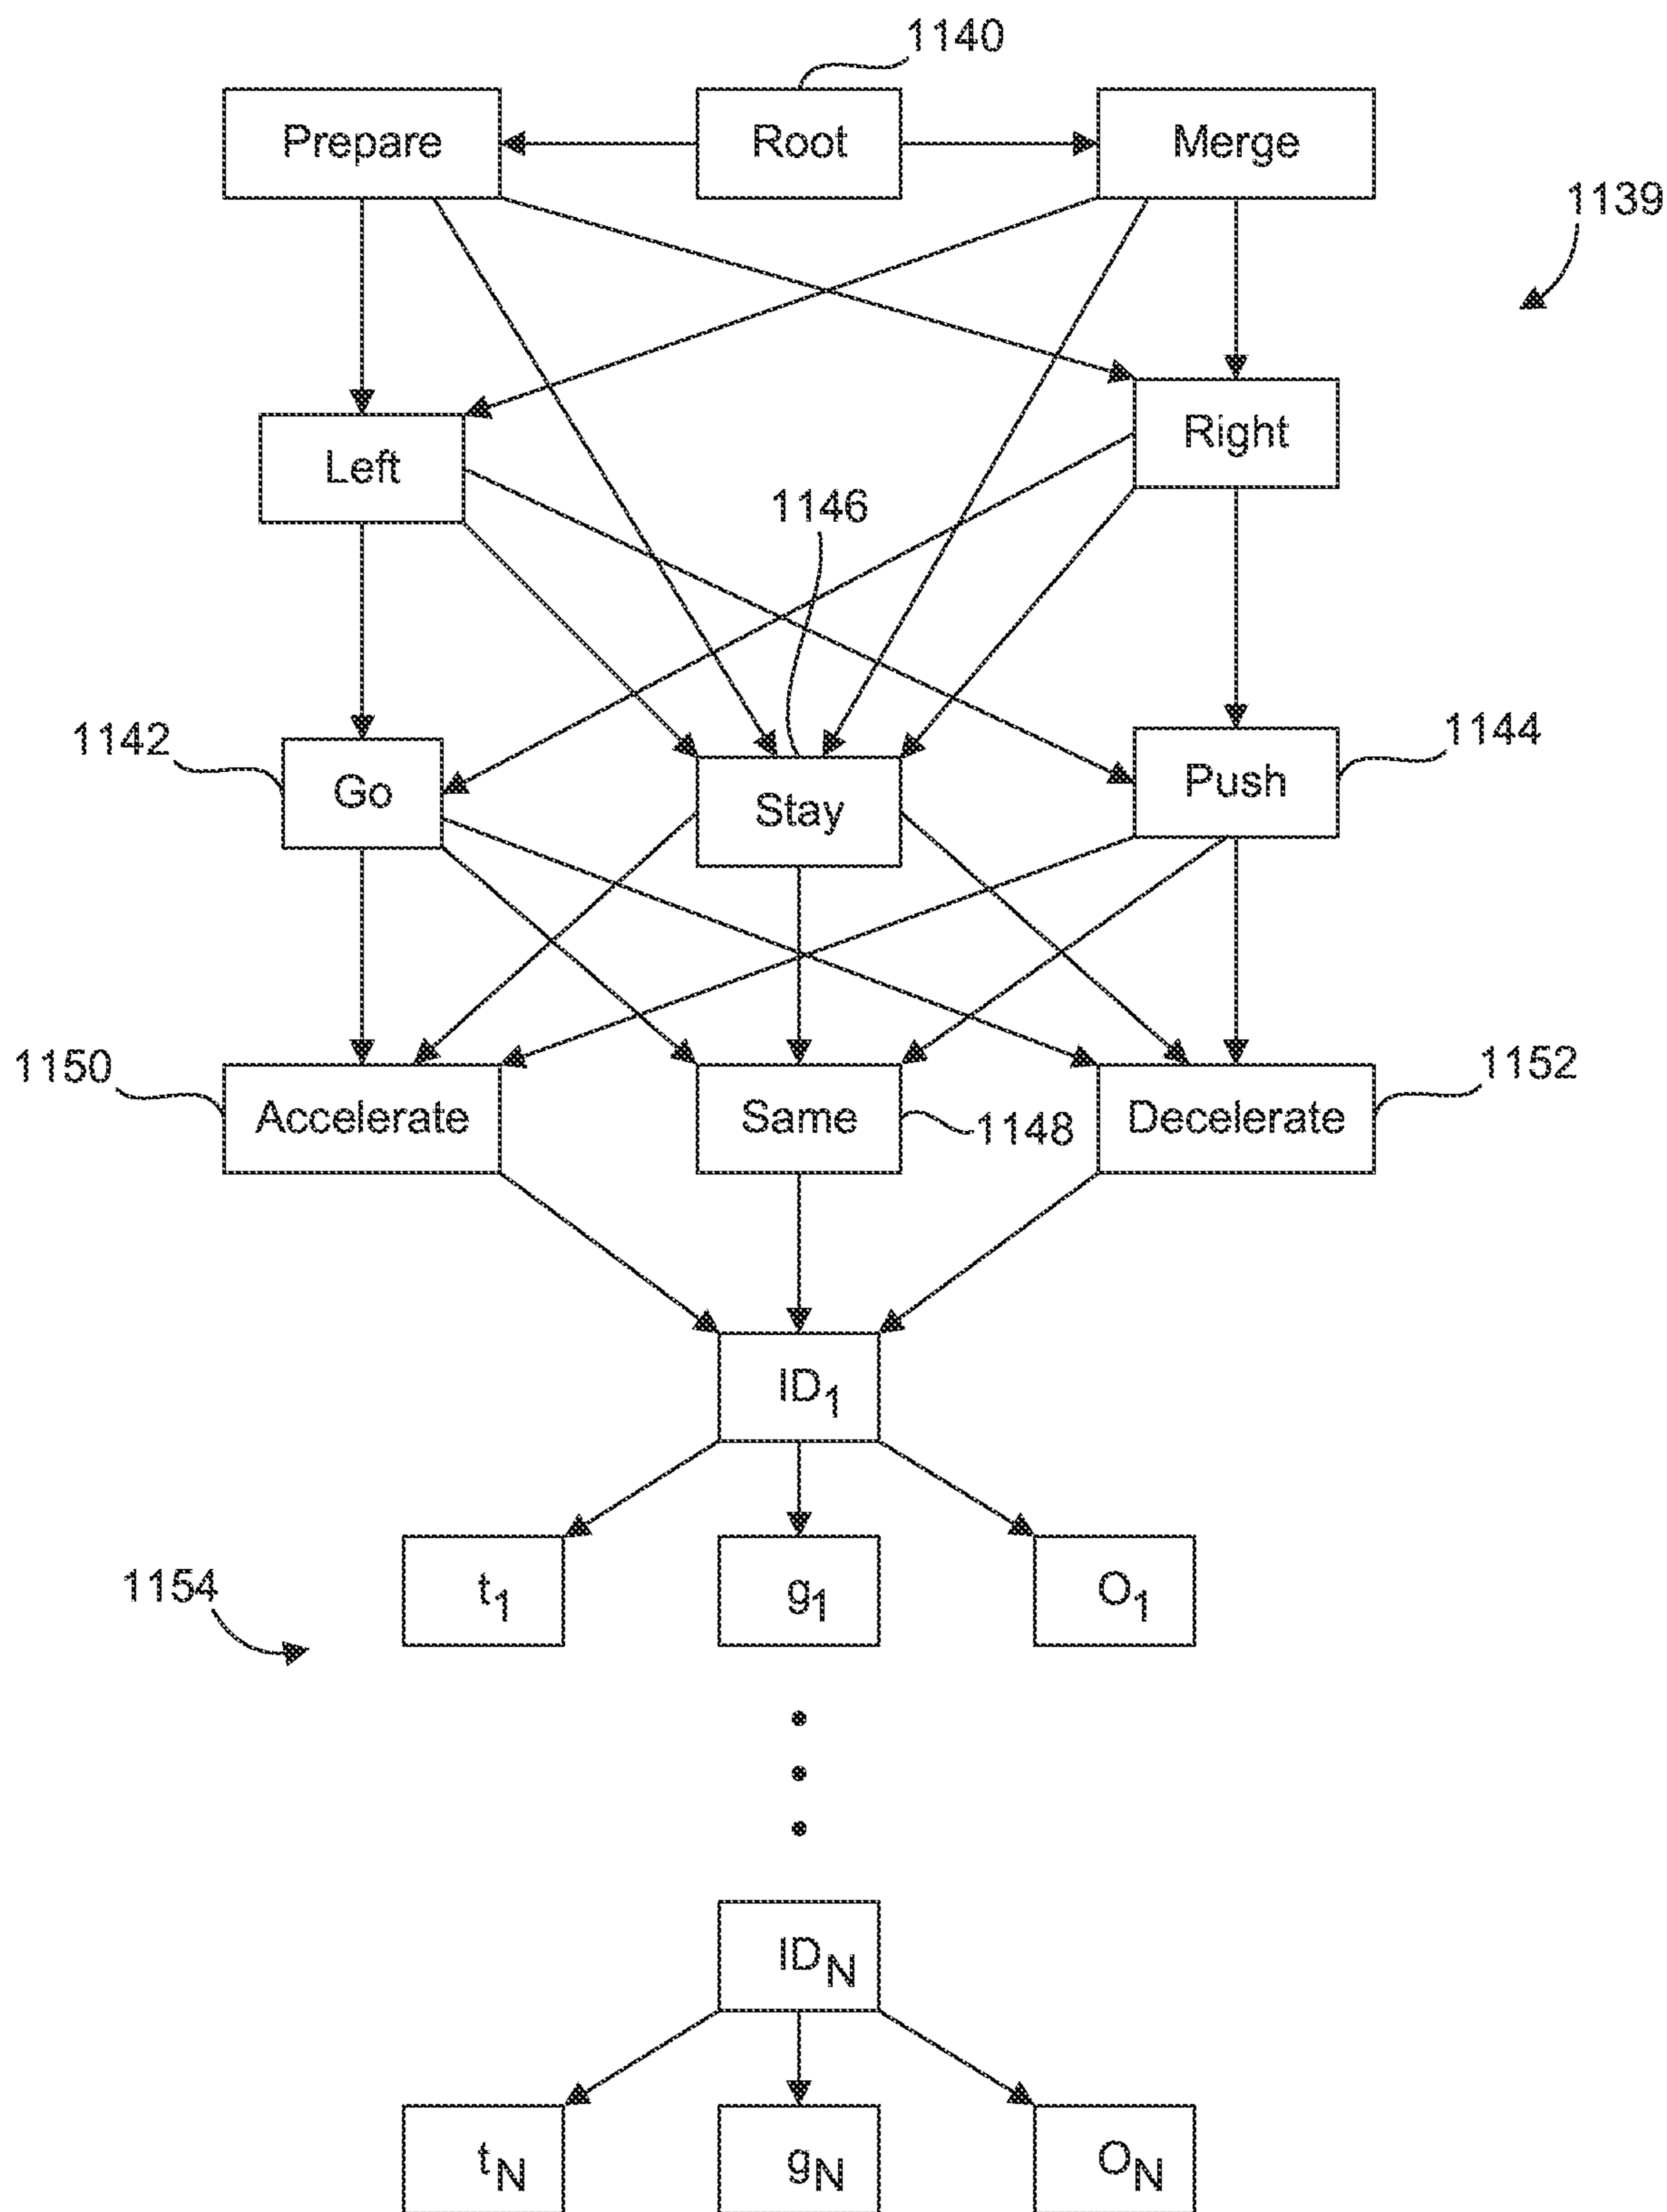 1140
Prepare
Root
Merge
1139
Right
Left
1146
1142
1144
Go
Stay
Push
1150
1152
Accelerate
Same
1148
Decelerate
ID1
1154
t1
g1
O1
IDN
tN
gN
ON